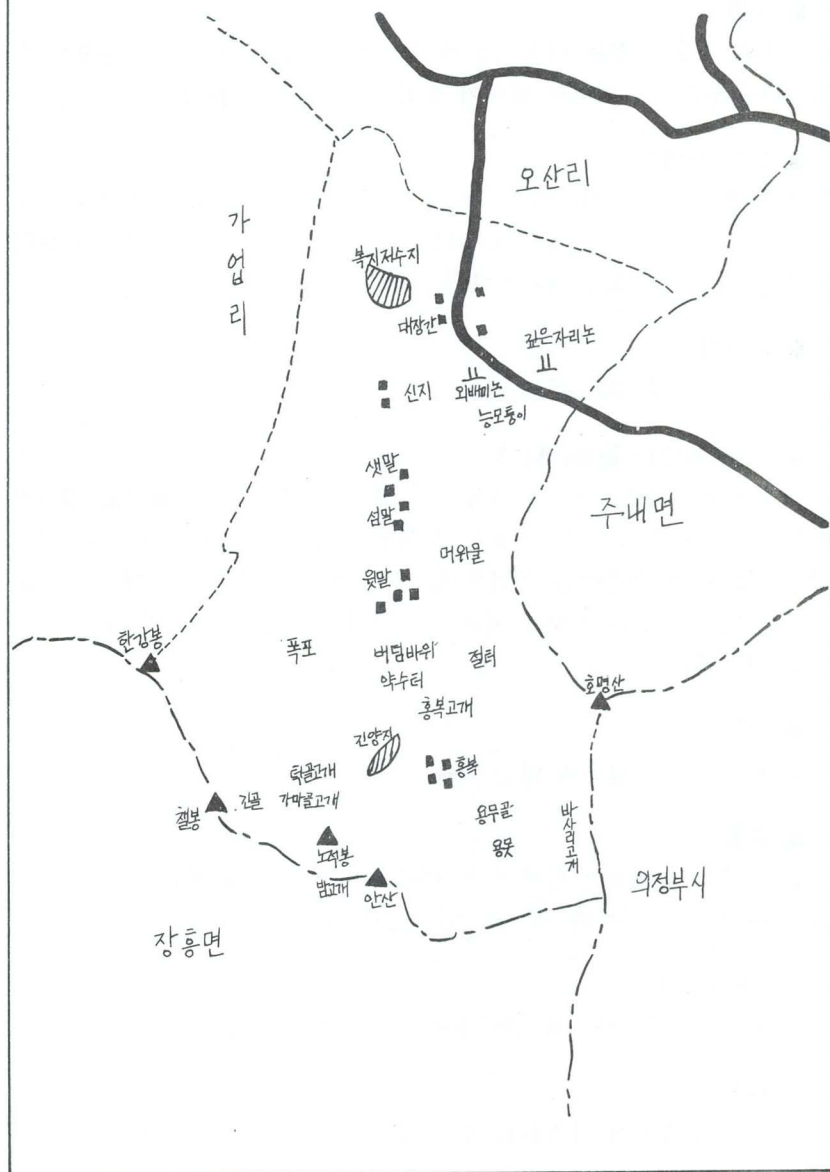 오산리
가업리
복지저수지
대장간
깊은자리논
신지
외배미논
능모퉁이
샛말
섬말
주내면
머위울
윗말
한강봉
폭포
버팀바위
절터
약수터
호명산
홍복고개
진양지
홍복
턱골고개
챌봉
가마골고개
용무골
바사리고개
노적봉
용못
밤고개
안산
의정부시
장흥면